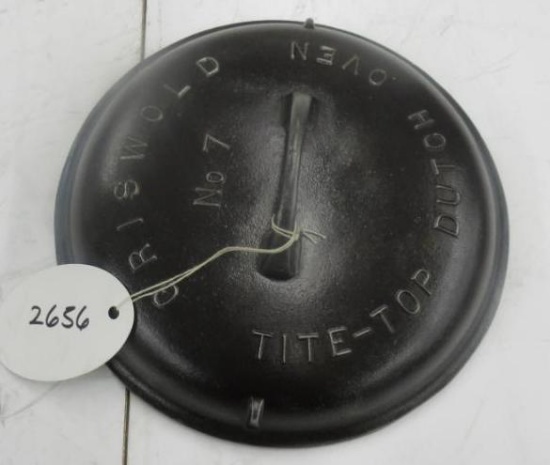 GRISWOLD
No 7
TITE-TOP DUTCH OVEN
2656